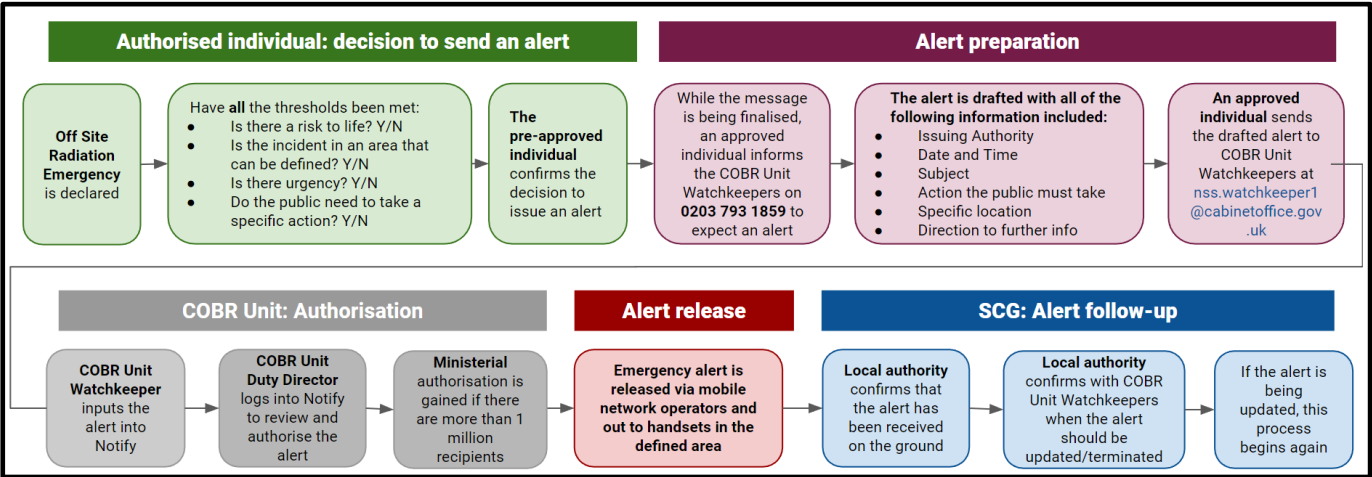 Authorised individual: decision to send an alert
Alert preparation
Off Site
Radiation
Emergency
is declared
Have all the thresholds been met:
● Is there a risk to life? Y/N
● Is the incident in an area that
can be defined? Y/N
● Is there urgency? Y/N
● Do the public need to take a
specific action? Y/N
The
pre-approved
individual
confirms the
decision to
issue an alert
While the message
is being finalised,
an approved
individual informs
the COBR Unit
Watchkeepers on
0203 793 1859 to
expect an alert
The alert is drafted with all of the
following information included:
● Issuing Authority
● Date and Time
● Subject
● Action the public must take
● Specific location
● Direction to further info
An approved
individual sends
the drafted alert to
COBR Unit
Watchkeepers at
nss.watchkeeper1
@cabinetoffice.gov
.uk
COBR Unit: Authorisation
Alert release
SCG: Alert follow-up
COBR Unit
Watchkeeper
inputs the
alert into
Notify
COBR Unit
Duty Director
logs into Notify
to review and
authorise the
alert
Ministerial
authorisation is
gained if there
are more than 1
million
recipients
Emergency alert is
released via mobile
network operators and
out to handsets in the
defined area
Local authority
confirms that
the alert has
been received
on the ground
Local authority
confirms with COBR
Unit Watchkeepers
when the alert
should be
updated/terminated
If the alert is
being
updated, this
process
begins again